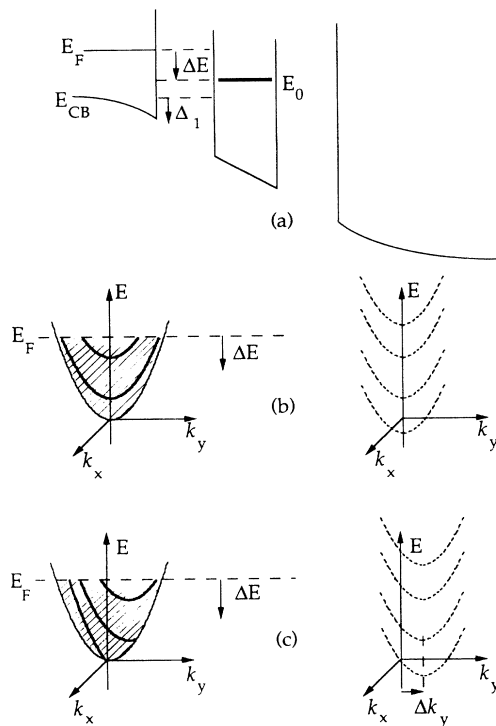 E_F
ΔE
E_0
E_CB
Δ_1
(a)
E
E
E_F
ΔE
(b)
k_x
k_y
k_x
k_y
E
E
E_F
ΔE
(c)
k_x
k_y
k_x
Δk_y
k_y